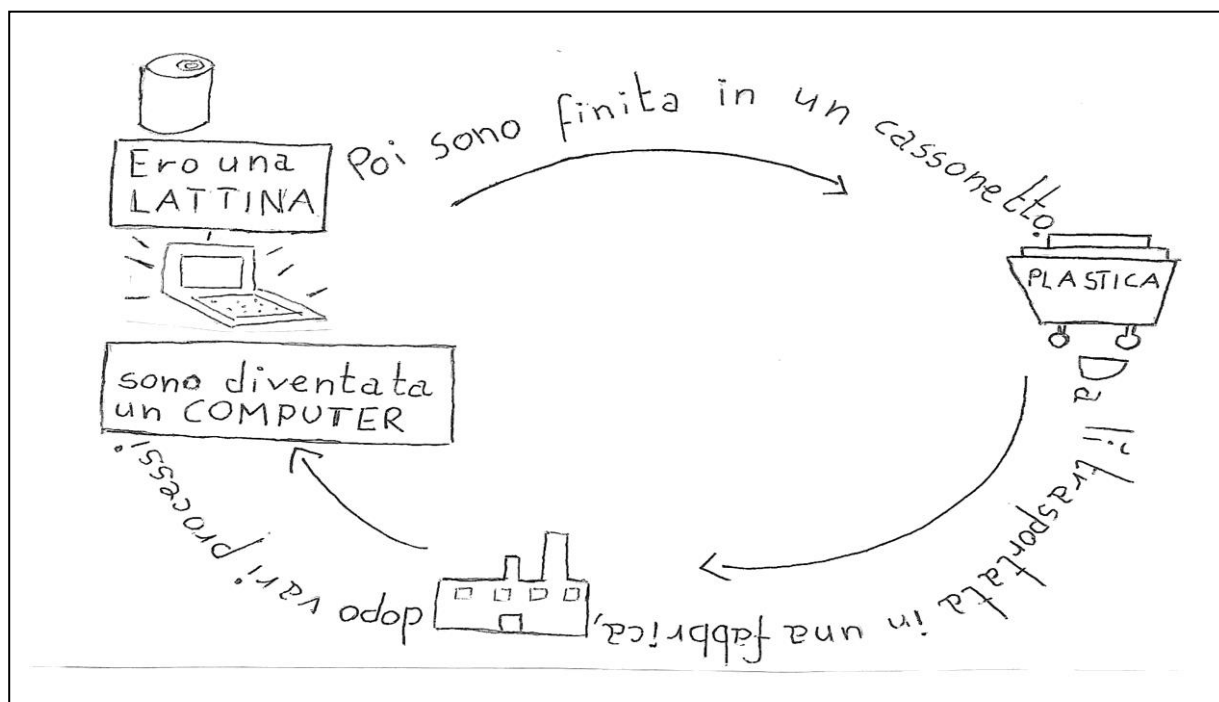 Ero una
LATTINA
Poi sono finita in un cassonetto.
PLASTICA
Da lì trasportata in una fabbrica,
dopo vari processi
sono diventata
un COMPUTER